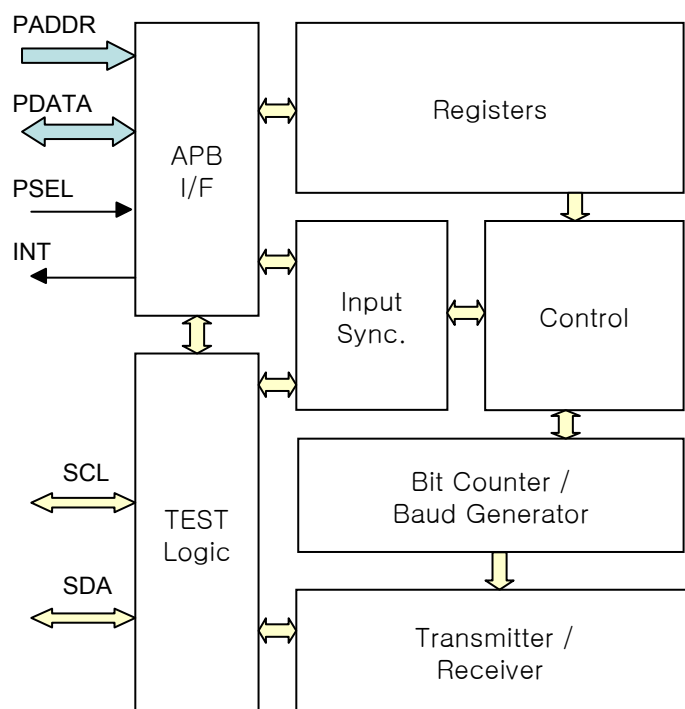 PADDR
PDATA
PSEL
INT
APB
I/F
Registers
Input
Sync.
Control
SCL
SDA
TEST
Logic
Bit Counter /
Baud Generator
Transmitter /
Receiver